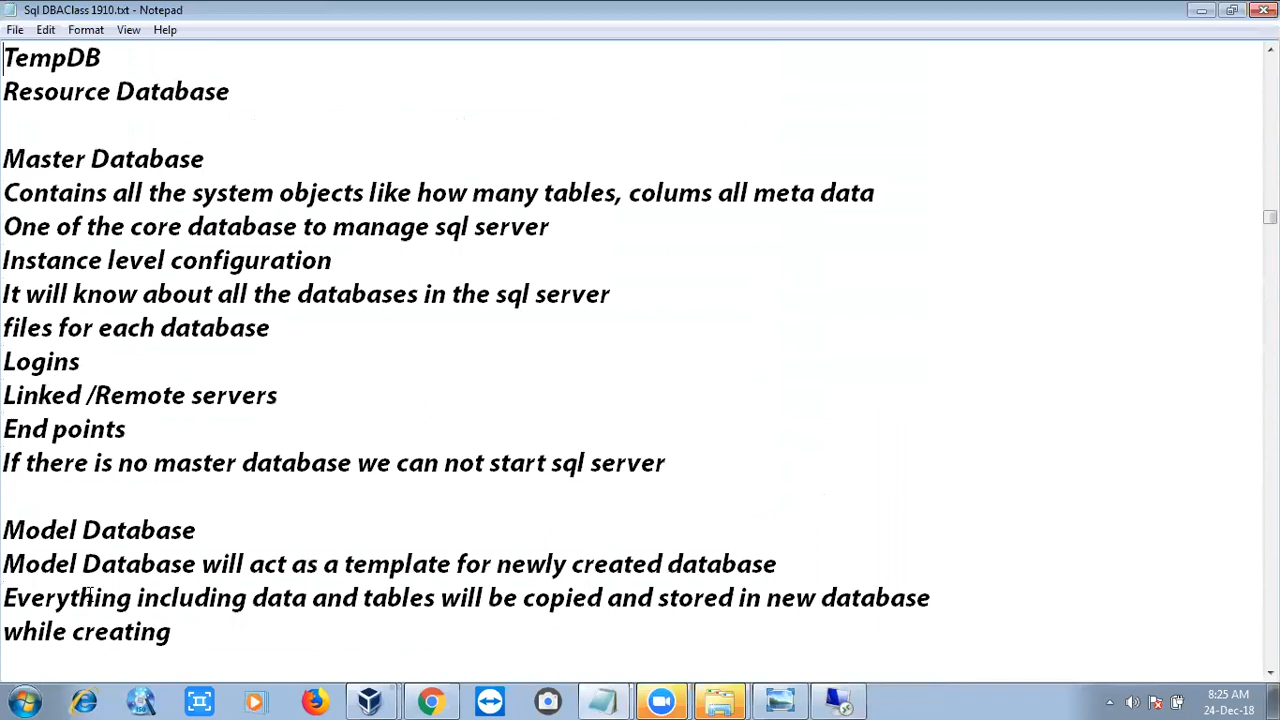 Sql DBAClass 1910.txt - Notepad
File Edit Format View Help
TempDB
Resource Database
Master Database
Contains all the system objects like how many tables, colums all meta data
One of the core database to manage sql server
Instance level configuration
It will know about all the databases in the sql server
files for each database
Logins
Linked /Remote servers
End points
If there is no master database we can not start sql server
Model Database
Model Database will act as a template for newly created database
Everything including data and tables will be copied and stored in new database
while creating
8:25 AM
24-Dec-18